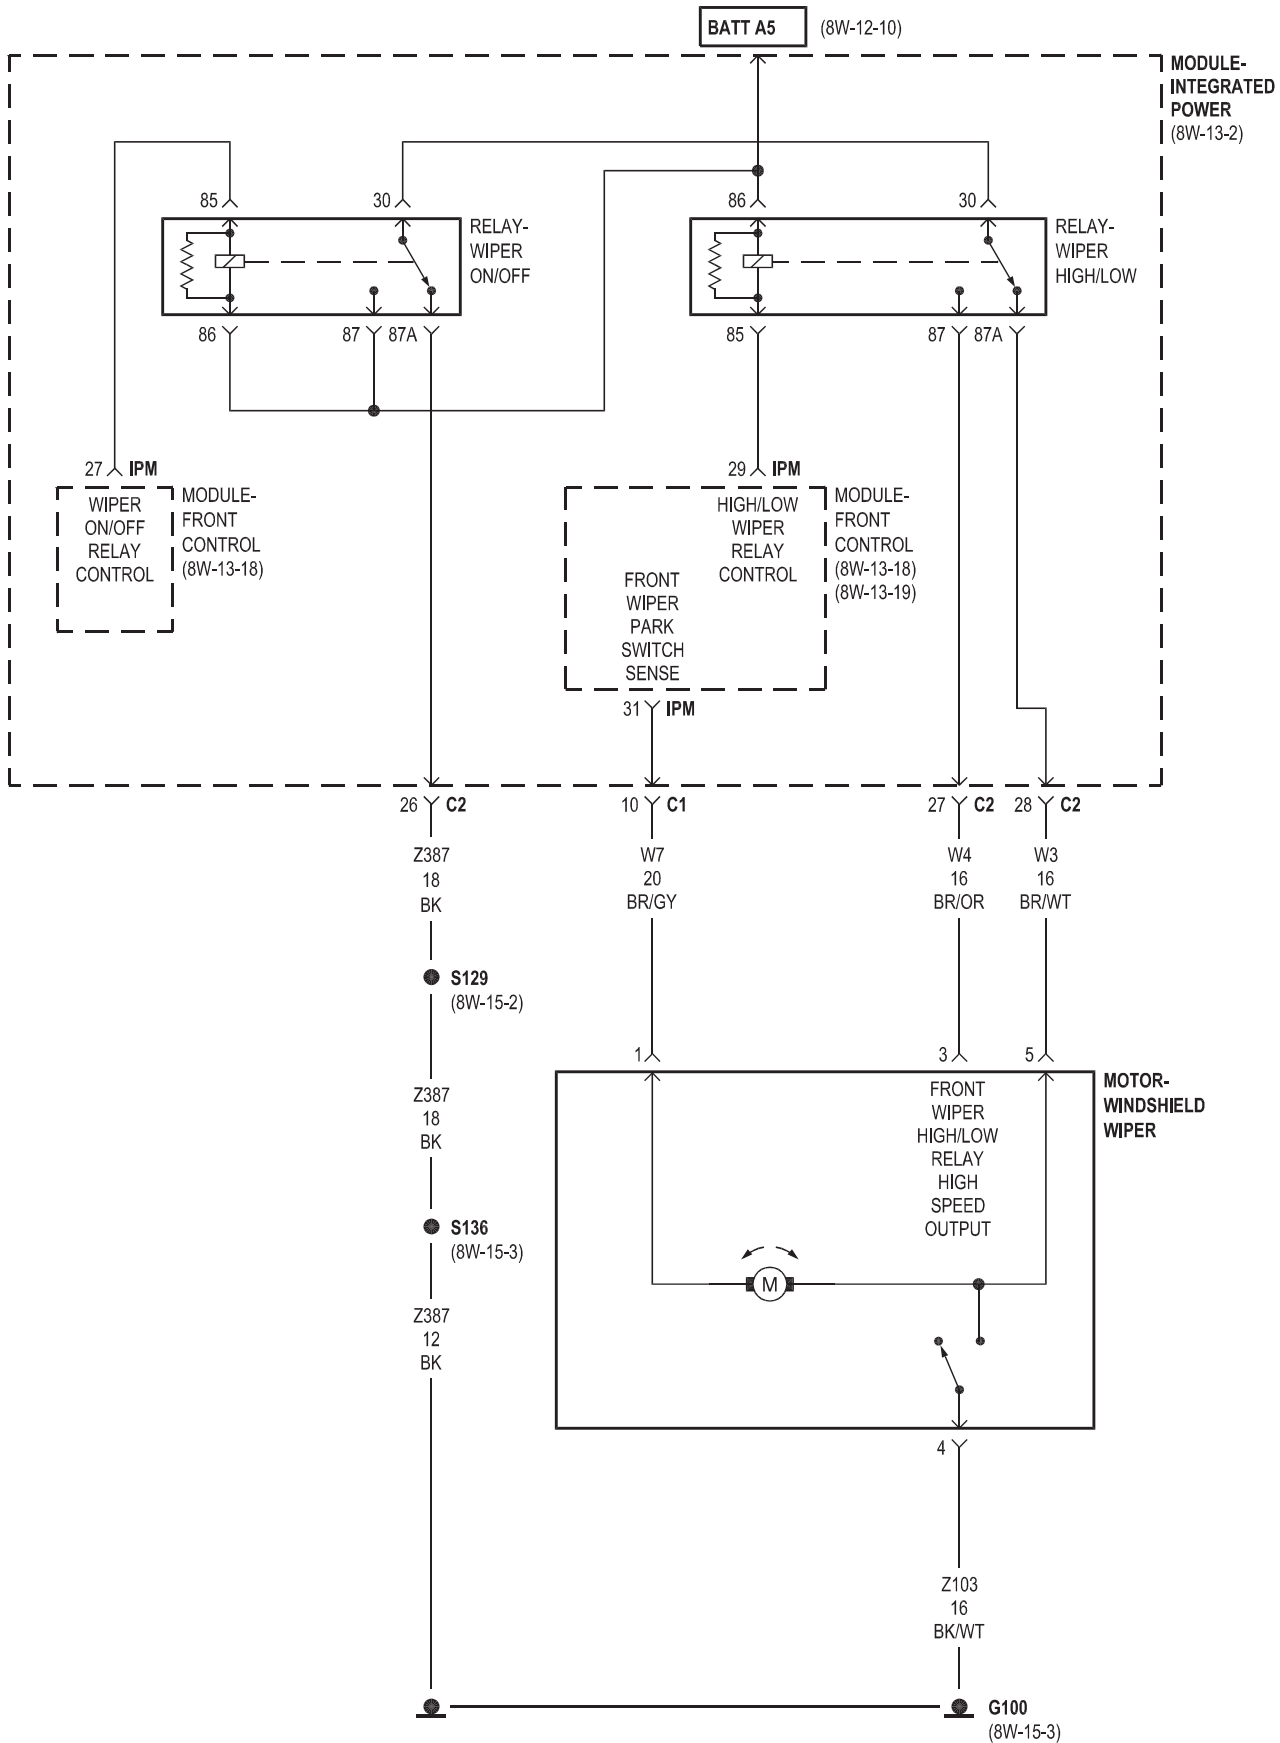 BATT A5 (8W-12-10)
MODULE-
INTEGRATED
POWER
(8W-13-2)
85
30
86
30
RELAY-
WIPER
ON/OFF
RELAY-
WIPER
HIGH/LOW
86
87
87A
85
87
87A
27 IPM
WIPER
ON/OFF
RELAY
CONTROL
MODULE-
FRONT
CONTROL
(8W-13-18)
29 IPM
HIGH/LOW
WIPER
RELAY
CONTROL
FRONT
WIPER
PARK
SWITCH
SENSE
MODULE-
FRONT
CONTROL
(8W-13-18)
(8W-13-19)
31 IPM
26 C2
10 C1
27 C2
28 C2
Z387
18
BK
W7
20
BR/GY
W4
16
BR/OR
W3
16
BR/WT
S129
(8W-15-2)
1
3
5
Z387
18
BK
FRONT
WIPER
HIGH/LOW
RELAY
HIGH
SPEED
OUTPUT
MOTOR-
WINDSHIELD
WIPER
S136
(8W-15-3)
M
Z387
12
BK
4
Z103
16
BK/WT
G100
(8W-15-3)